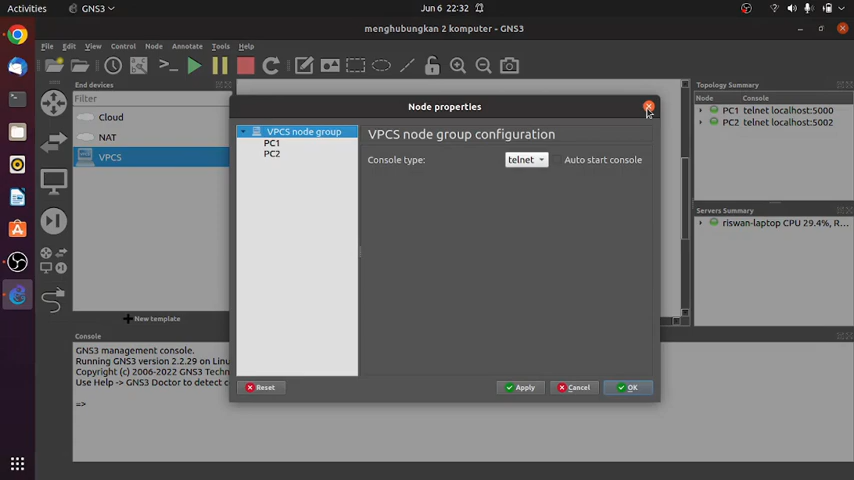 Activities
GNS3
Jun 6 22:32
menghubungkan 2 komputer - GNS3
File Edit View Control Node Annotate Tools Help
End devices
Filter
Cloud
NAT
VPCS
New template
Node properties
VPCS node group
PC1
PC2
VPCS node group configuration
Console type:
telnet
Auto start console
Reset
Apply
Cancel
OK
Topology Summary
Node Console
PC1 telnet localhost:5000
PC2 telnet localhost:5002
Servers Summary
riswan-laptop CPU 29.4%, R...
Console
GNS3 management console.
Running GNS3 version 2.2.29 on Linu
Copyright (c) 2006-2022 GNS3 Techn
Use Help -> GNS3 Doctor to detect c
=>